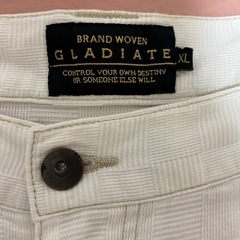 BRAND WOVEN
GLADIATE
XL
CONTROL YOUR OWN DESTINY
OR SOMEONE ELSE WILL